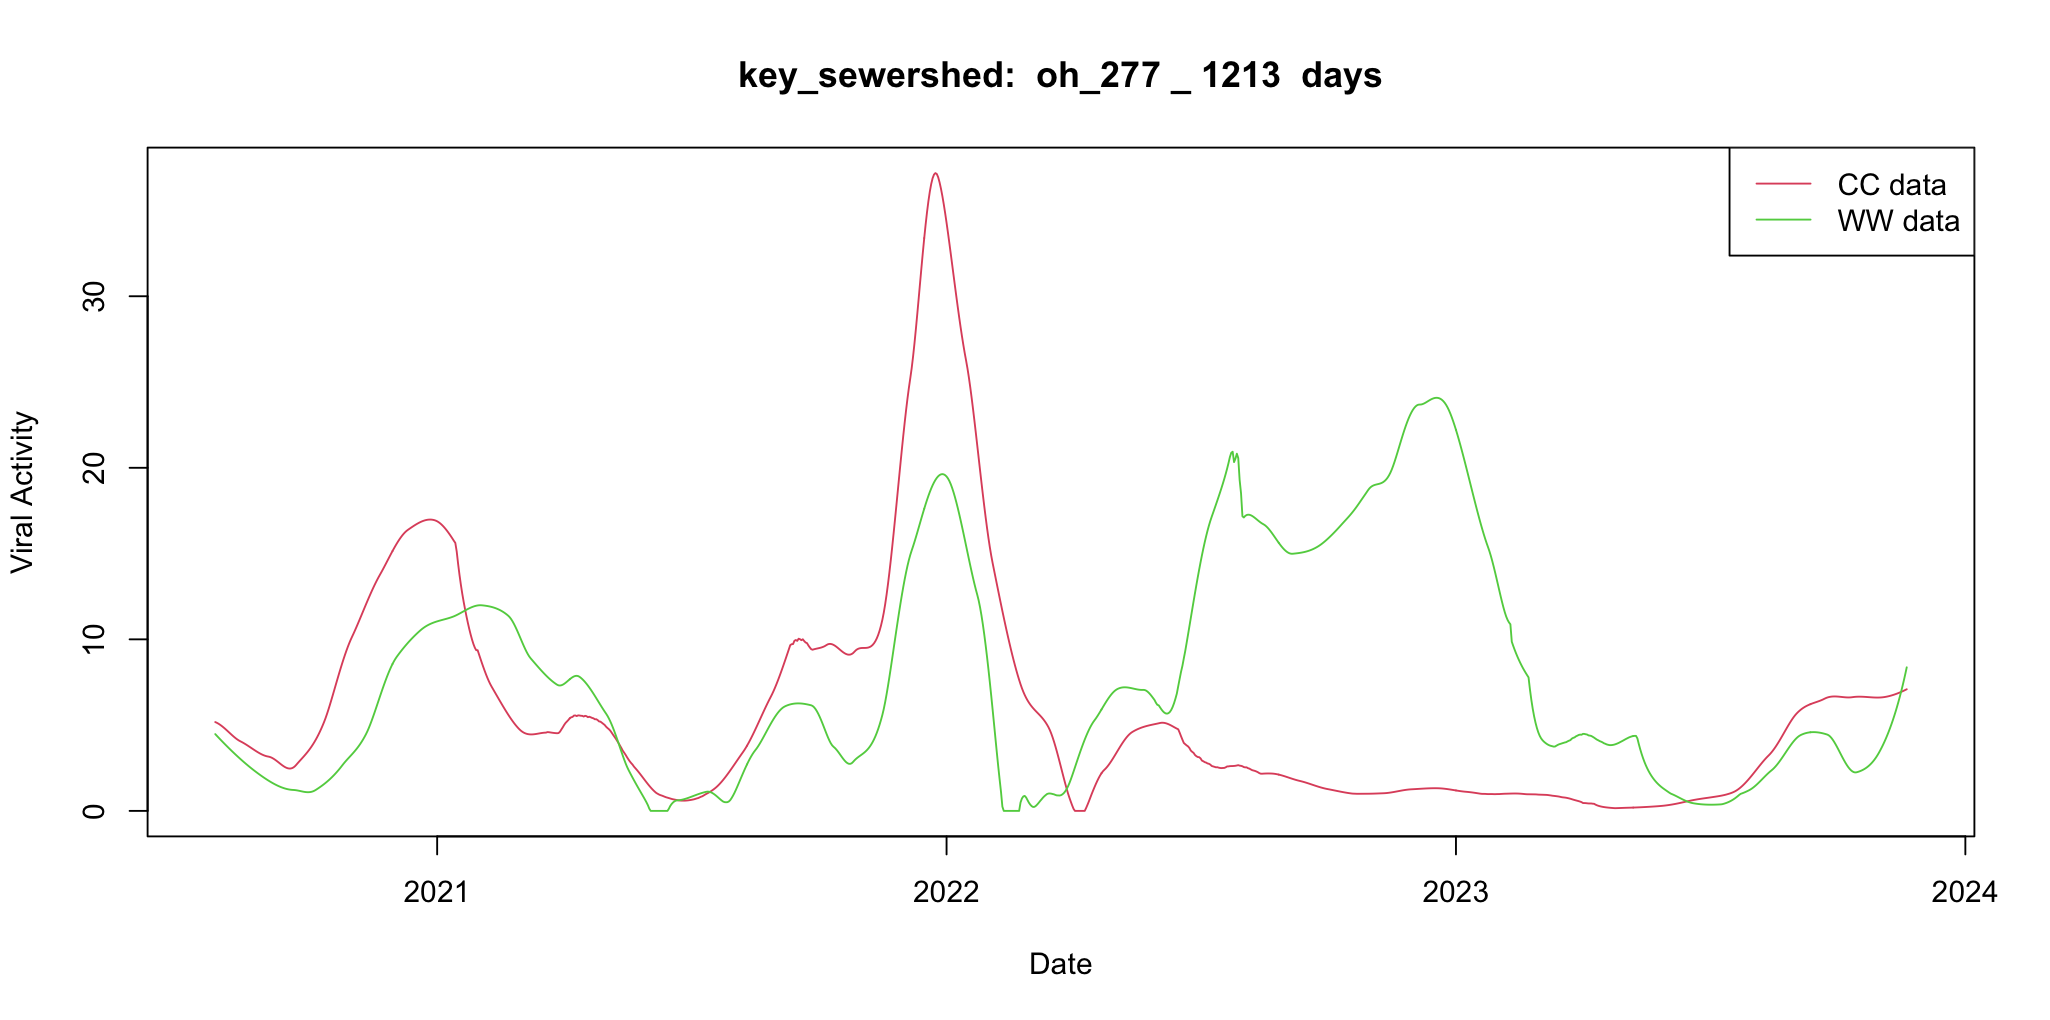 key_sewershed:  oh_277 _ 1213  days
CC data
WW data
Viral Activity
30
20
10
0
2021
2022
2023
2024
Date